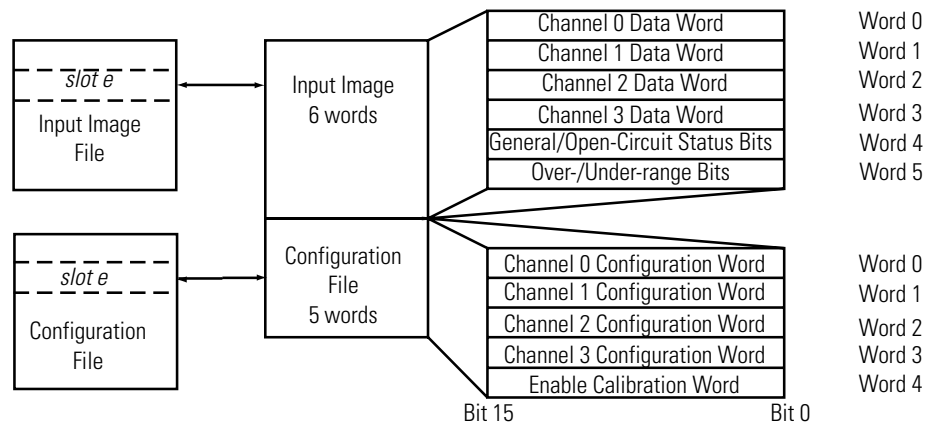 slot e
Input Image
File
slot e
Configuration
File
Input Image
6 words
Configuration
File
5 words
Channel 0 Data Word
Word 0
Channel 1 Data Word
Word 1
Channel 2 Data Word
Word 2
Channel 3 Data Word
Word 3
General/Open-Circuit Status Bits
Word 4
Over-/Under-range Bits
Word 5
Channel 0 Configuration Word
Word 0
Channel 1 Configuration Word
Word 1
Channel 2 Configuration Word
Word 2
Channel 3 Configuration Word
Word 3
Enable Calibration Word
Word 4
Bit 15
Bit 0